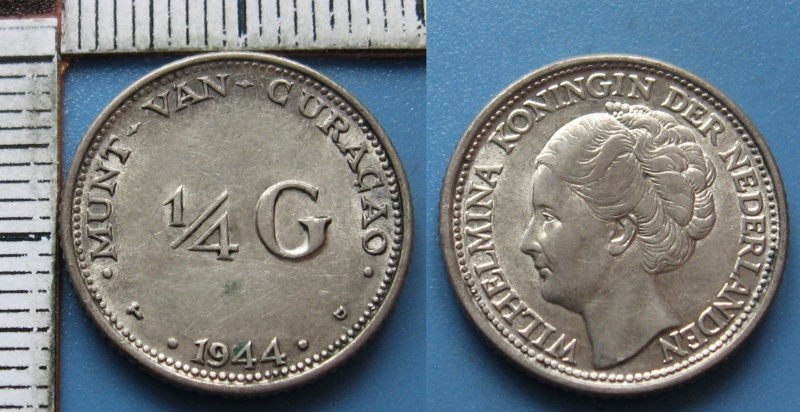 MUNT · VAN · CURAÇAO
1/4 G
D
· 1944 ·
WILHELMINA KONINGIN DER NEDERLANDEN